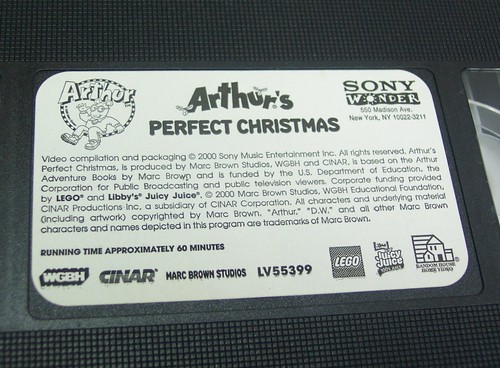 Arthur
Arthur's
PERFECT CHRISTMAS
SONY
WONDER
550 Madison Ave.
New York, NY 10022-3211
Video compilation and packaging © 2000 Sony Music Entertainment Inc. All rights reserved. Arthur's
Perfect Christmas, is produced by Marc Brown Studios, WGBH and CINAR, is based on the Arthur
Adventure Books by Marc Brown and is funded by the U.S. Department of Education, the
Corporation for Public Broadcasting and public television viewers. Corporate funding provided
by LEGO® and Libby's® Juicy Juice®. © 2000 Marc Brown Studios, WGBH Educational Foundation,
CINAR Productions Inc. a subsidiary of CINAR Corporation. All characters and underlying material
(including artwork) copyrighted by Marc Brown. "Arthur," "D.W." and all other Marc Brown
characters and names depicted in this program are trademarks of Marc Brown.
RUNNING TIME APPROXIMATELY 60 MINUTES
WGBH CINAR MARC BROWN STUDIOS LV55399
LEGO
JUICY
JUICE
RANDOM HOUSE
HOME VIDEO